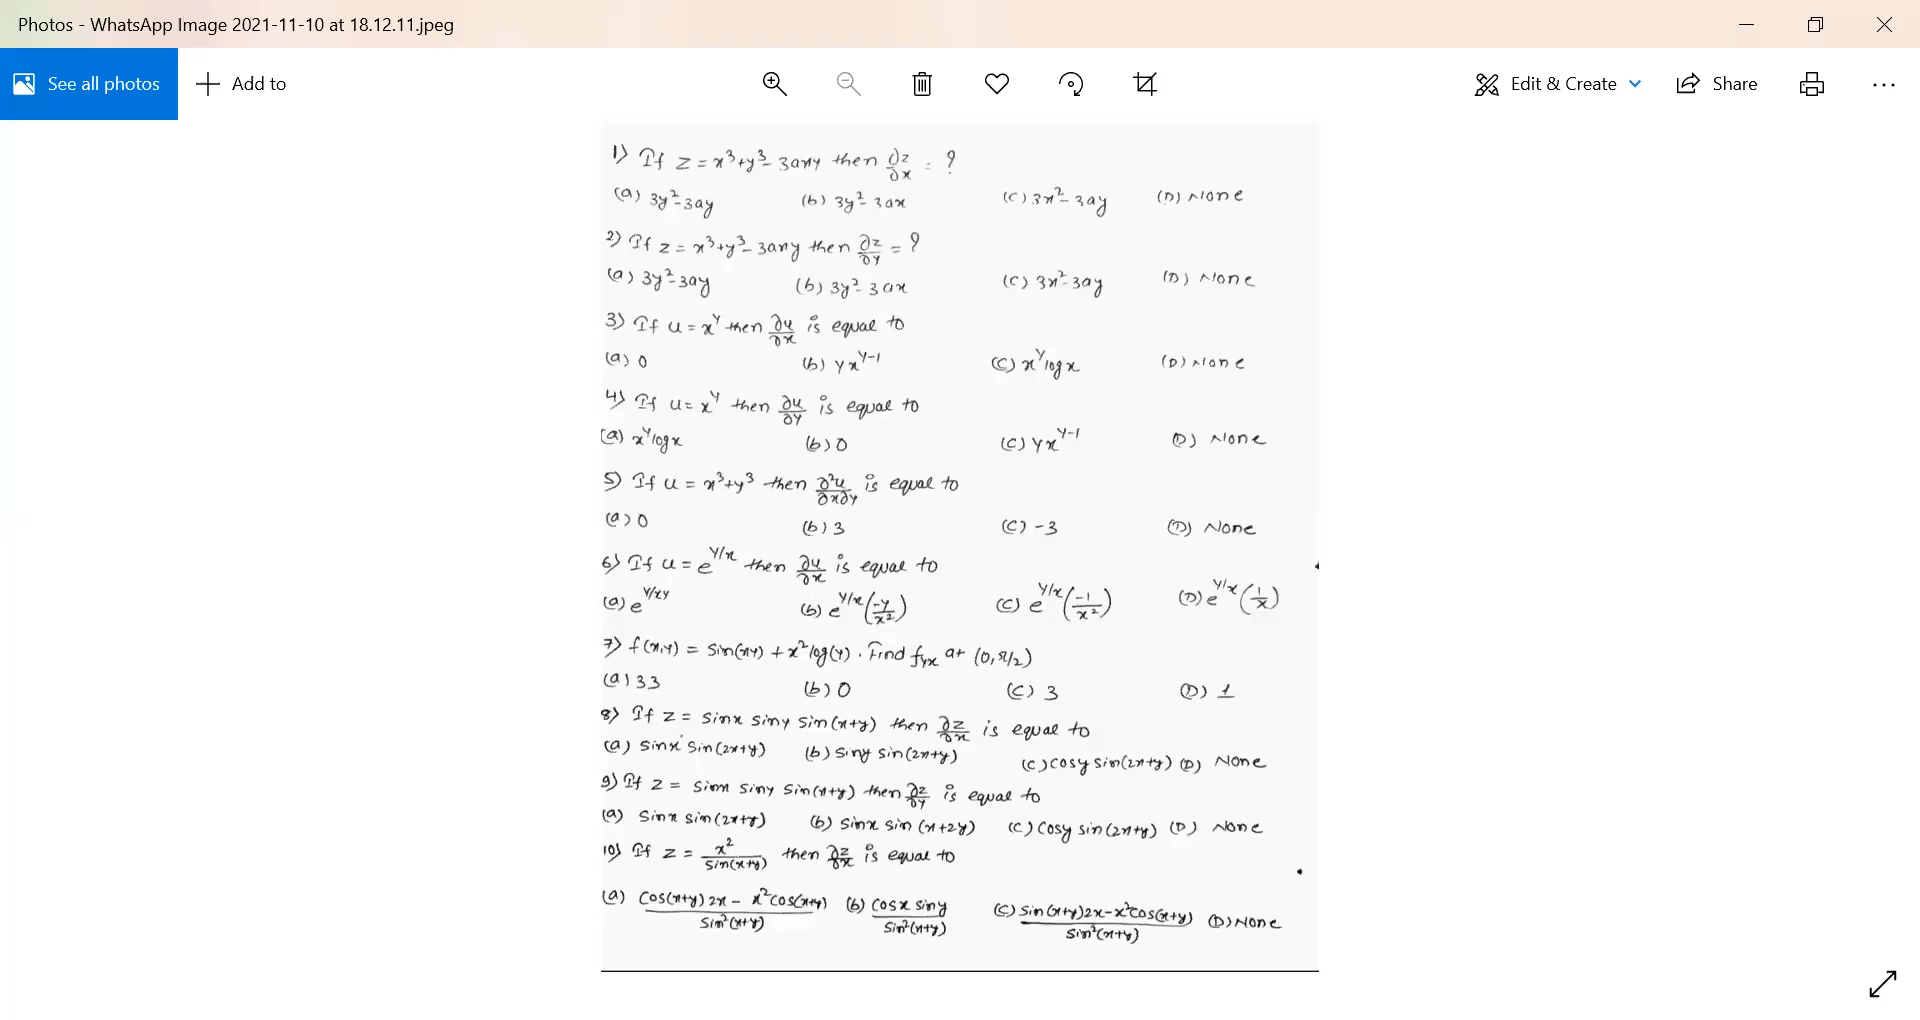 Photos - WhatsApp Image 2021-11-10 at 18.12.11.jpeg
See all photos
Add to
Edit & Create
Share
1) If z = x³+y³-3axy then ∂z/∂x = ?
(a) 3y²-3ay (b) 3y²-3ax (c) 3x²-3ay (D) None
2) If z = x³+y³-3axy then ∂z/∂y = ?
(a) 3y²-3ay (b) 3y²-3ax (c) 3x²-3ay (D) None
3) If u = x^y then ∂u/∂x is equal to
(a) 0 (b) yx^(y-1) (c) x^y log x (D) None
4) If u = x^y then ∂u/∂y is equal to
(a) x^y log x (b) 0 (c) yx^(y-1) (D) None
5) If u = x³+y³ then ∂²u/∂x∂y is equal to
(a) 0 (b) 3 (c) -3 (D) None
6) If u = e^(y/x) then ∂u/∂x is equal to
(a) e^(y/xy) (b) e^(y/x) (-y/x²) (c) e^(y/x) (-1/x²) (D) e^(y/x) (1/x)
7) f(x,y) = sin(xy) + x² log(y). Find fyx at (0, π/2)
(a) 33 (b) 0 (c) 3 (D) 1
8) If z = sinx siny sin(x+y) then ∂z/∂x is equal to
(a) sinx sin(2x+y) (b) siny sin(2x+y) (c) cosy sin(2x+y) (D) None
9) If z = sinx siny sin(x+y) then ∂z/∂y is equal to
(a) sinx sin(2x+y) (b) sinx sin(x+2y) (c) cosy sin(2x+y) (D) None
10) If z = x²/sin(x+y) then ∂z/∂x is equal to
(a) cos(x+y)2x - x²cos(x+y)/sin²(x+y) (b) cosx siny/sin²(x+y) (c) sin(x+y)2x-x²cos(x+y)/sin²(x+y) (D) None